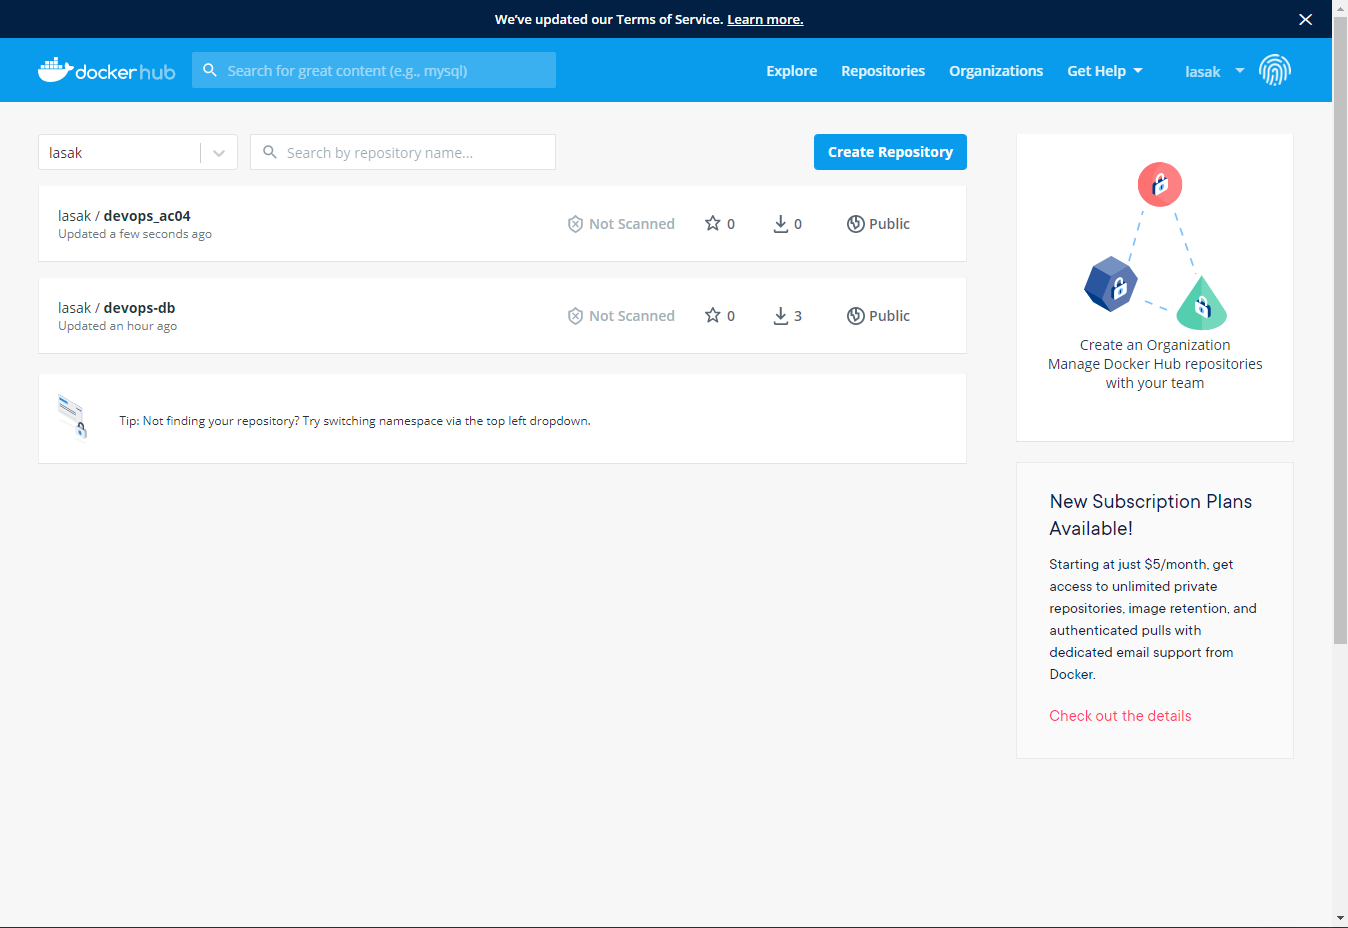 We've updated our Terms of Service. Learn more.
docker hub
Search for great content (e.g., mysql)
Explore
Repositories
Organizations
Get Help
lasak
lasak
Search by repository name...
Create Repository
lasak / devops_ac04
Updated a few seconds ago
Not Scanned
0
0
Public
lasak / devops-db
Updated an hour ago
Not Scanned
0
3
Public
Tip: Not finding your repository? Try switching namespace via the top left dropdown.
Create an Organization
Manage Docker Hub repositories
with your team
New Subscription Plans
Available!
Starting at just $5/month, get
access to unlimited private
repositories, image retention, and
authenticated pulls with
dedicated email support from
Docker.
Check out the details